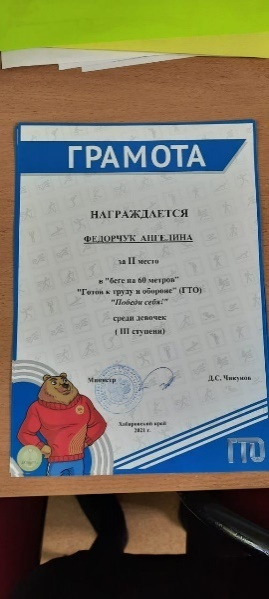 ГРАМОТА
НАГРАЖДАЕТСЯ
ФЕДОРЧУК АНГЕЛИНА
за II место
в "беге на 60 метров"
"Готов к труду и обороне" (ГТО)
"Победи себя!"
среди девочек
( III ступени)
Министр Д.С. Чикунов
Хабаровский край
2021 г.
ГТО